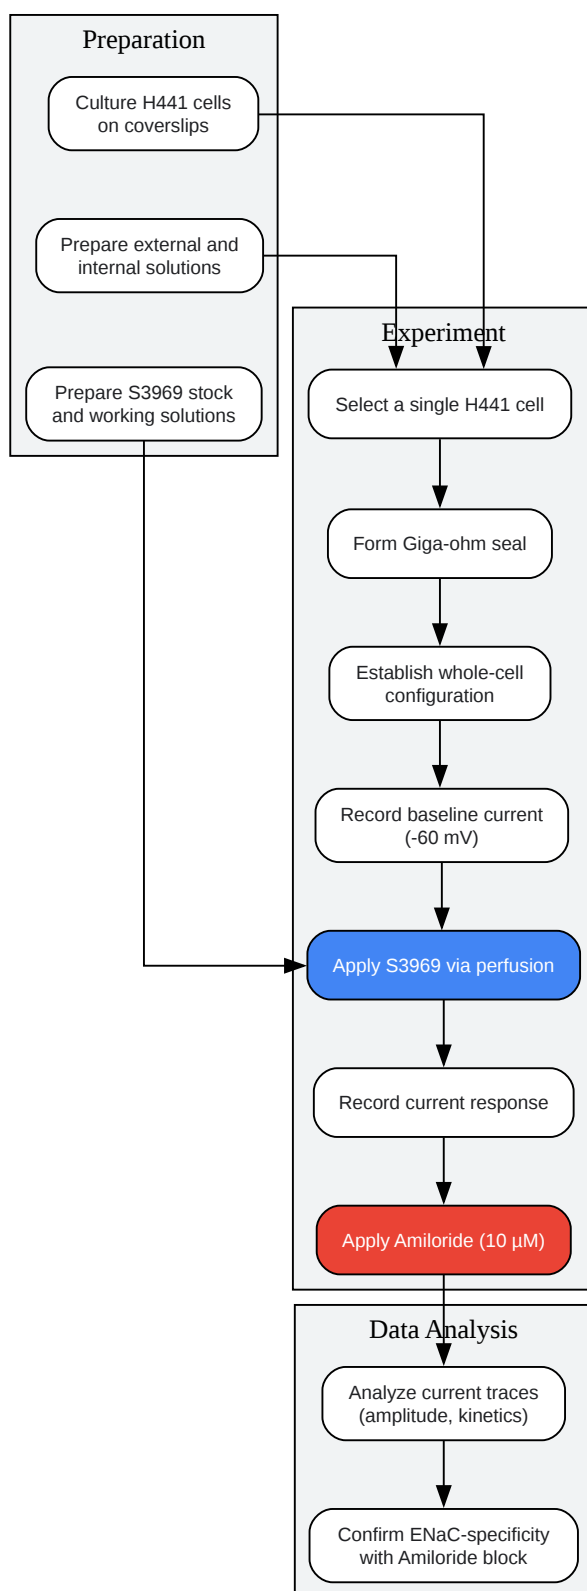 Preparation
Culture H441 cells
on coverslips
Prepare external and
internal solutions
Prepare S3969 stock
and working solutions
Experiment
Select a single H441 cell
Form Giga-ohm seal
Establish whole-cell
configuration
Record baseline current
(-60 mV)
Apply S3969 via perfusion
Record current response
Apply Amiloride (10 µM)
Data Analysis
Analyze current traces
(amplitude, kinetics)
Confirm ENaC-specificity
with Amiloride block